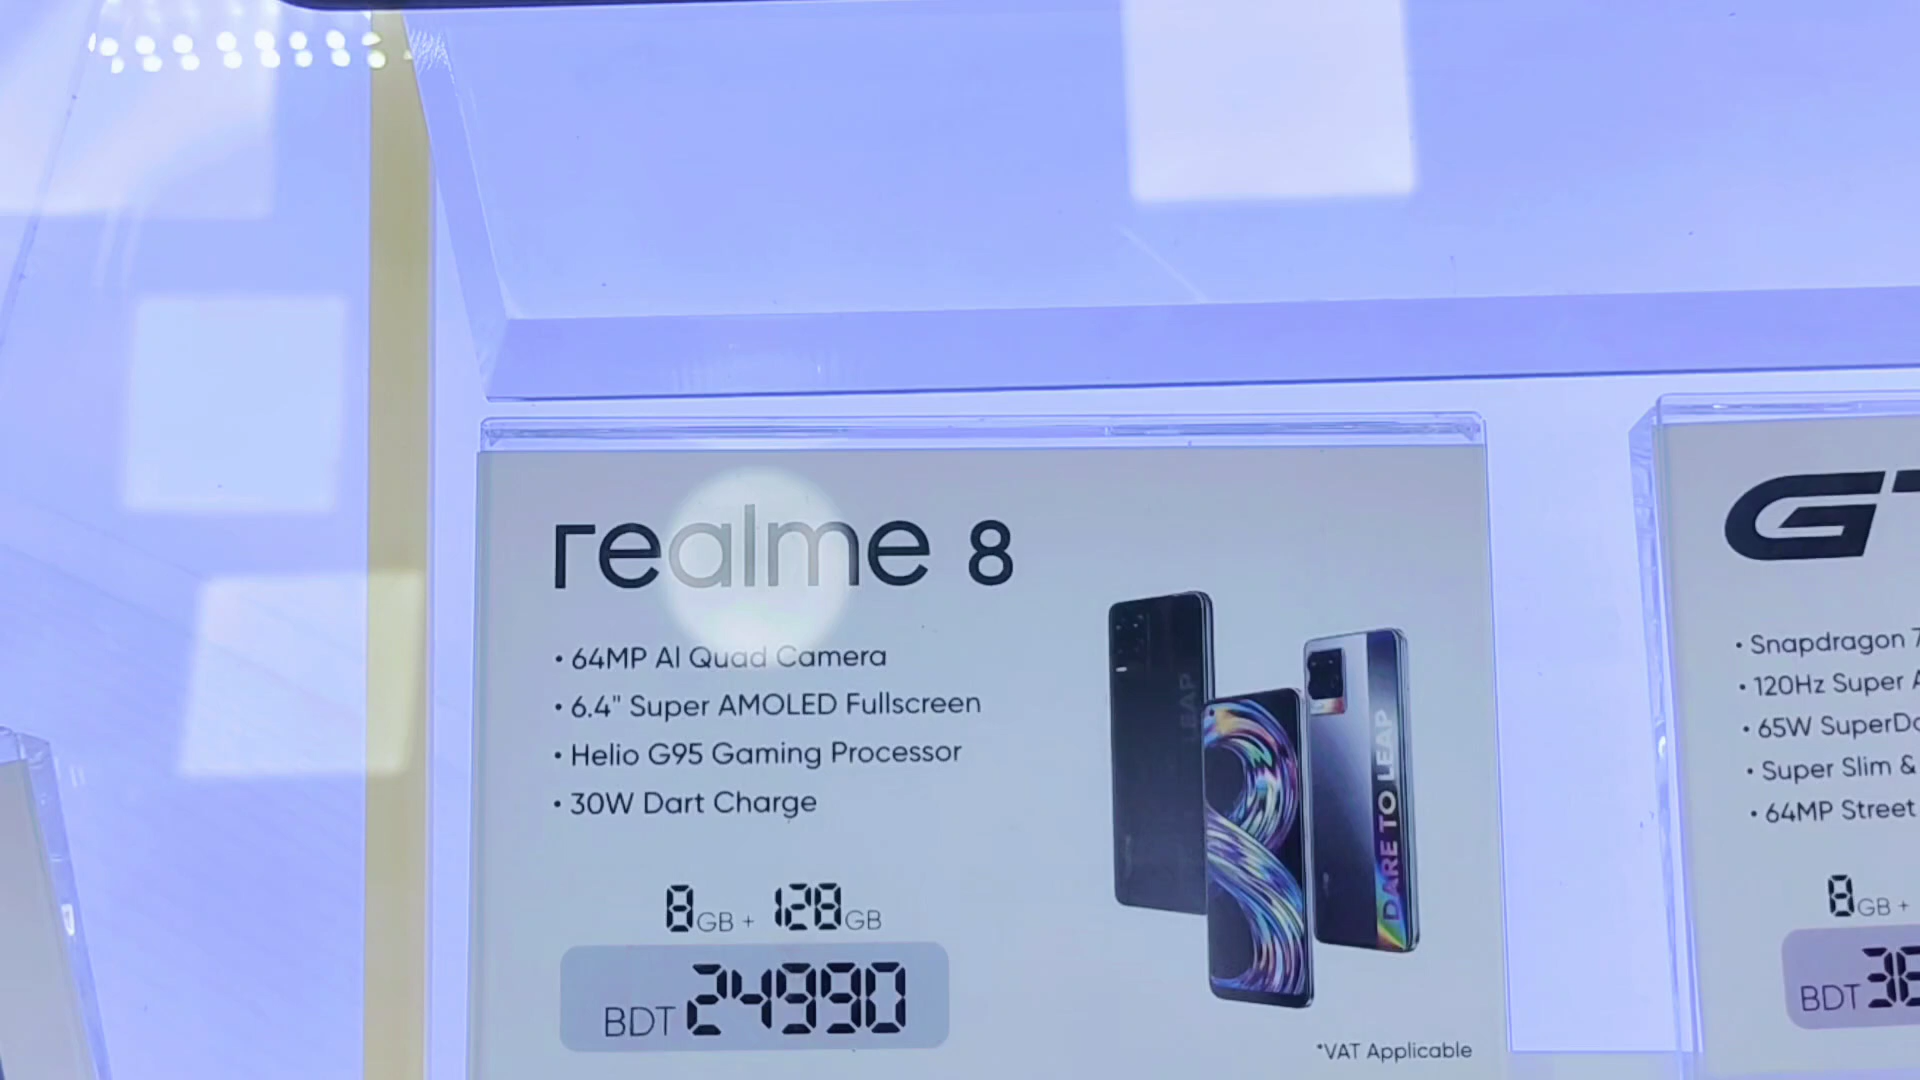 realme 8
• 64MP AI Quad Camera
• 6.4" Super AMOLED Fullscreen
• Helio G95 Gaming Processor
• 30W Dart Charge
8GB + 128GB
BDT 24990
*VAT Applicable
LEAP
DARE TO LEAP
• Snapdragon
• 120Hz Super
• 65W
• Super Slim &
• 64MP Street
8GB +
BDT